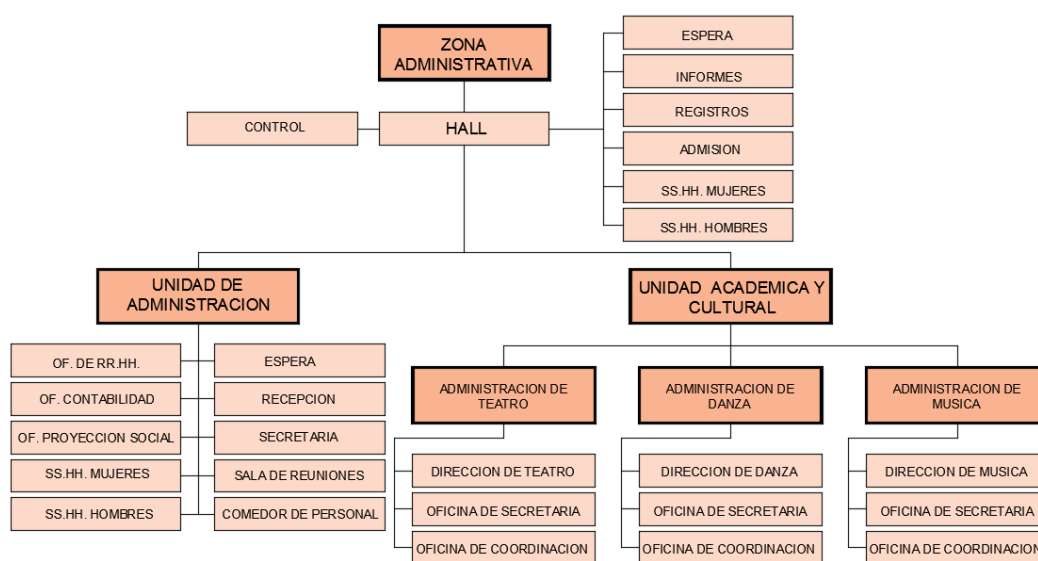 ZONA
ADMINISTRATIVA
CONTROL
HALL
ESPERA
INFORMES
REGISTROS
ADMISION
SS.HH. MUJERES
SS.HH. HOMBRES
UNIDAD DE
ADMINISTRACION
OF. DE RR.HH.
ESPERA
OF. CONTABILIDAD
RECEPCION
OF. PROYECCION SOCIAL
SECRETARIA
SS.HH. MUJERES
SALA DE REUNIONES
SS.HH. HOMBRES
COMEDOR DE PERSONAL
UNIDAD ACADEMICA Y
CULTURAL
ADMINISTRACION DE
TEATRO
DIRECCION DE TEATRO
OFICINA DE SECRETARIA
OFICINA DE COORDINACION
ADMINISTRACION DE
DANZA
DIRECCION DE DANZA
OFICINA DE SECRETARIA
OFICINA DE COORDINACION
ADMINISTRACION DE
MUSICA
DIRECCION DE MUSICA
OFICINA DE SECRETARIA
OFICINA DE COORDINACION